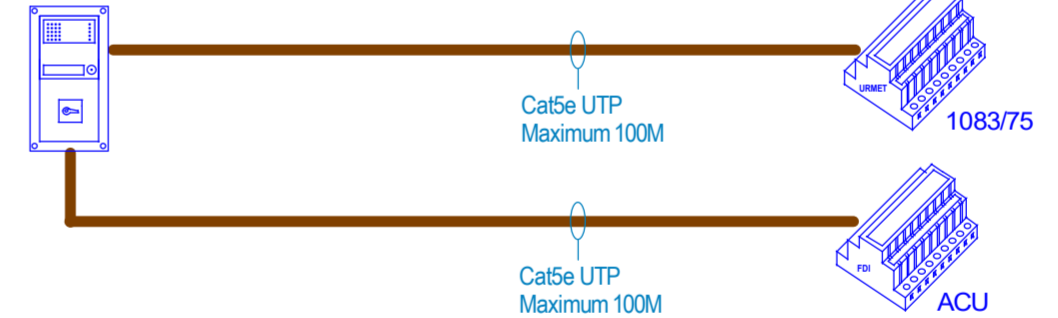 Cat5e UTP
Maximum 100M
URMET
1083/75
Cat5e UTP
Maximum 100M
FDI
ACU